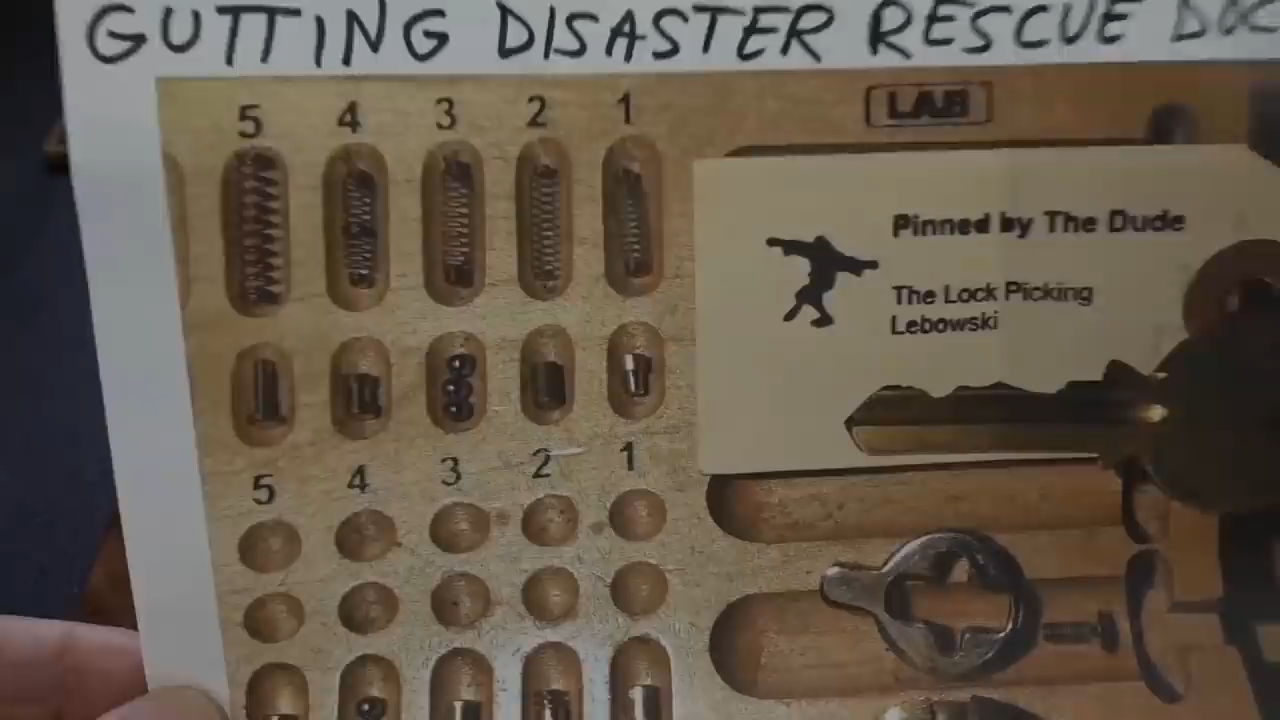 GUTTING DISASTER RESCUE DOC
5 4 3 2 1
LAB
Pinned by The Dude
The Lock Picking
Lebowski
5 4 3 2 1